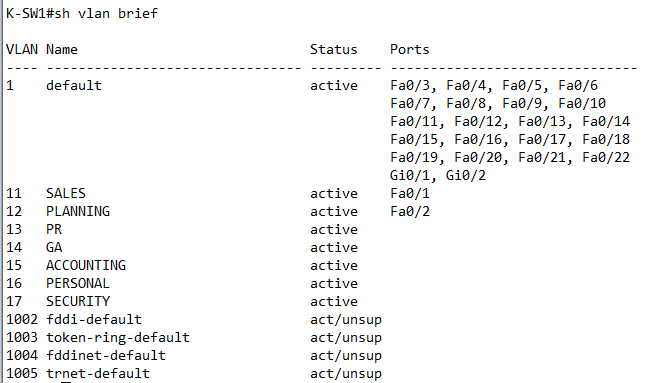 K-SW1#sh vlan brief
VLAN Name                             Status    Ports
---- -------------------------------- --------- -------------------------------
1    default                          active    Fa0/3, Fa0/4, Fa0/5, Fa0/6
                                                Fa0/7, Fa0/8, Fa0/9, Fa0/10
                                                Fa0/11, Fa0/12, Fa0/13, Fa0/14
                                                Fa0/15, Fa0/16, Fa0/17, Fa0/18
                                                Fa0/19, Fa0/20, Fa0/21, Fa0/22
                                                Gi0/1, Gi0/2
11   SALES                            active    Fa0/1
12   PLANNING                         active    Fa0/2
13   PR                               active
14   GA                               active
15   ACCOUNTING                       active
16   PERSONAL                         active
17   SECURITY                         active
1002 fddi-default                     act/unsup
1003 token-ring-default               act/unsup
1004 fddinet-default                  act/unsup
1005 trnet-default                    act/unsup